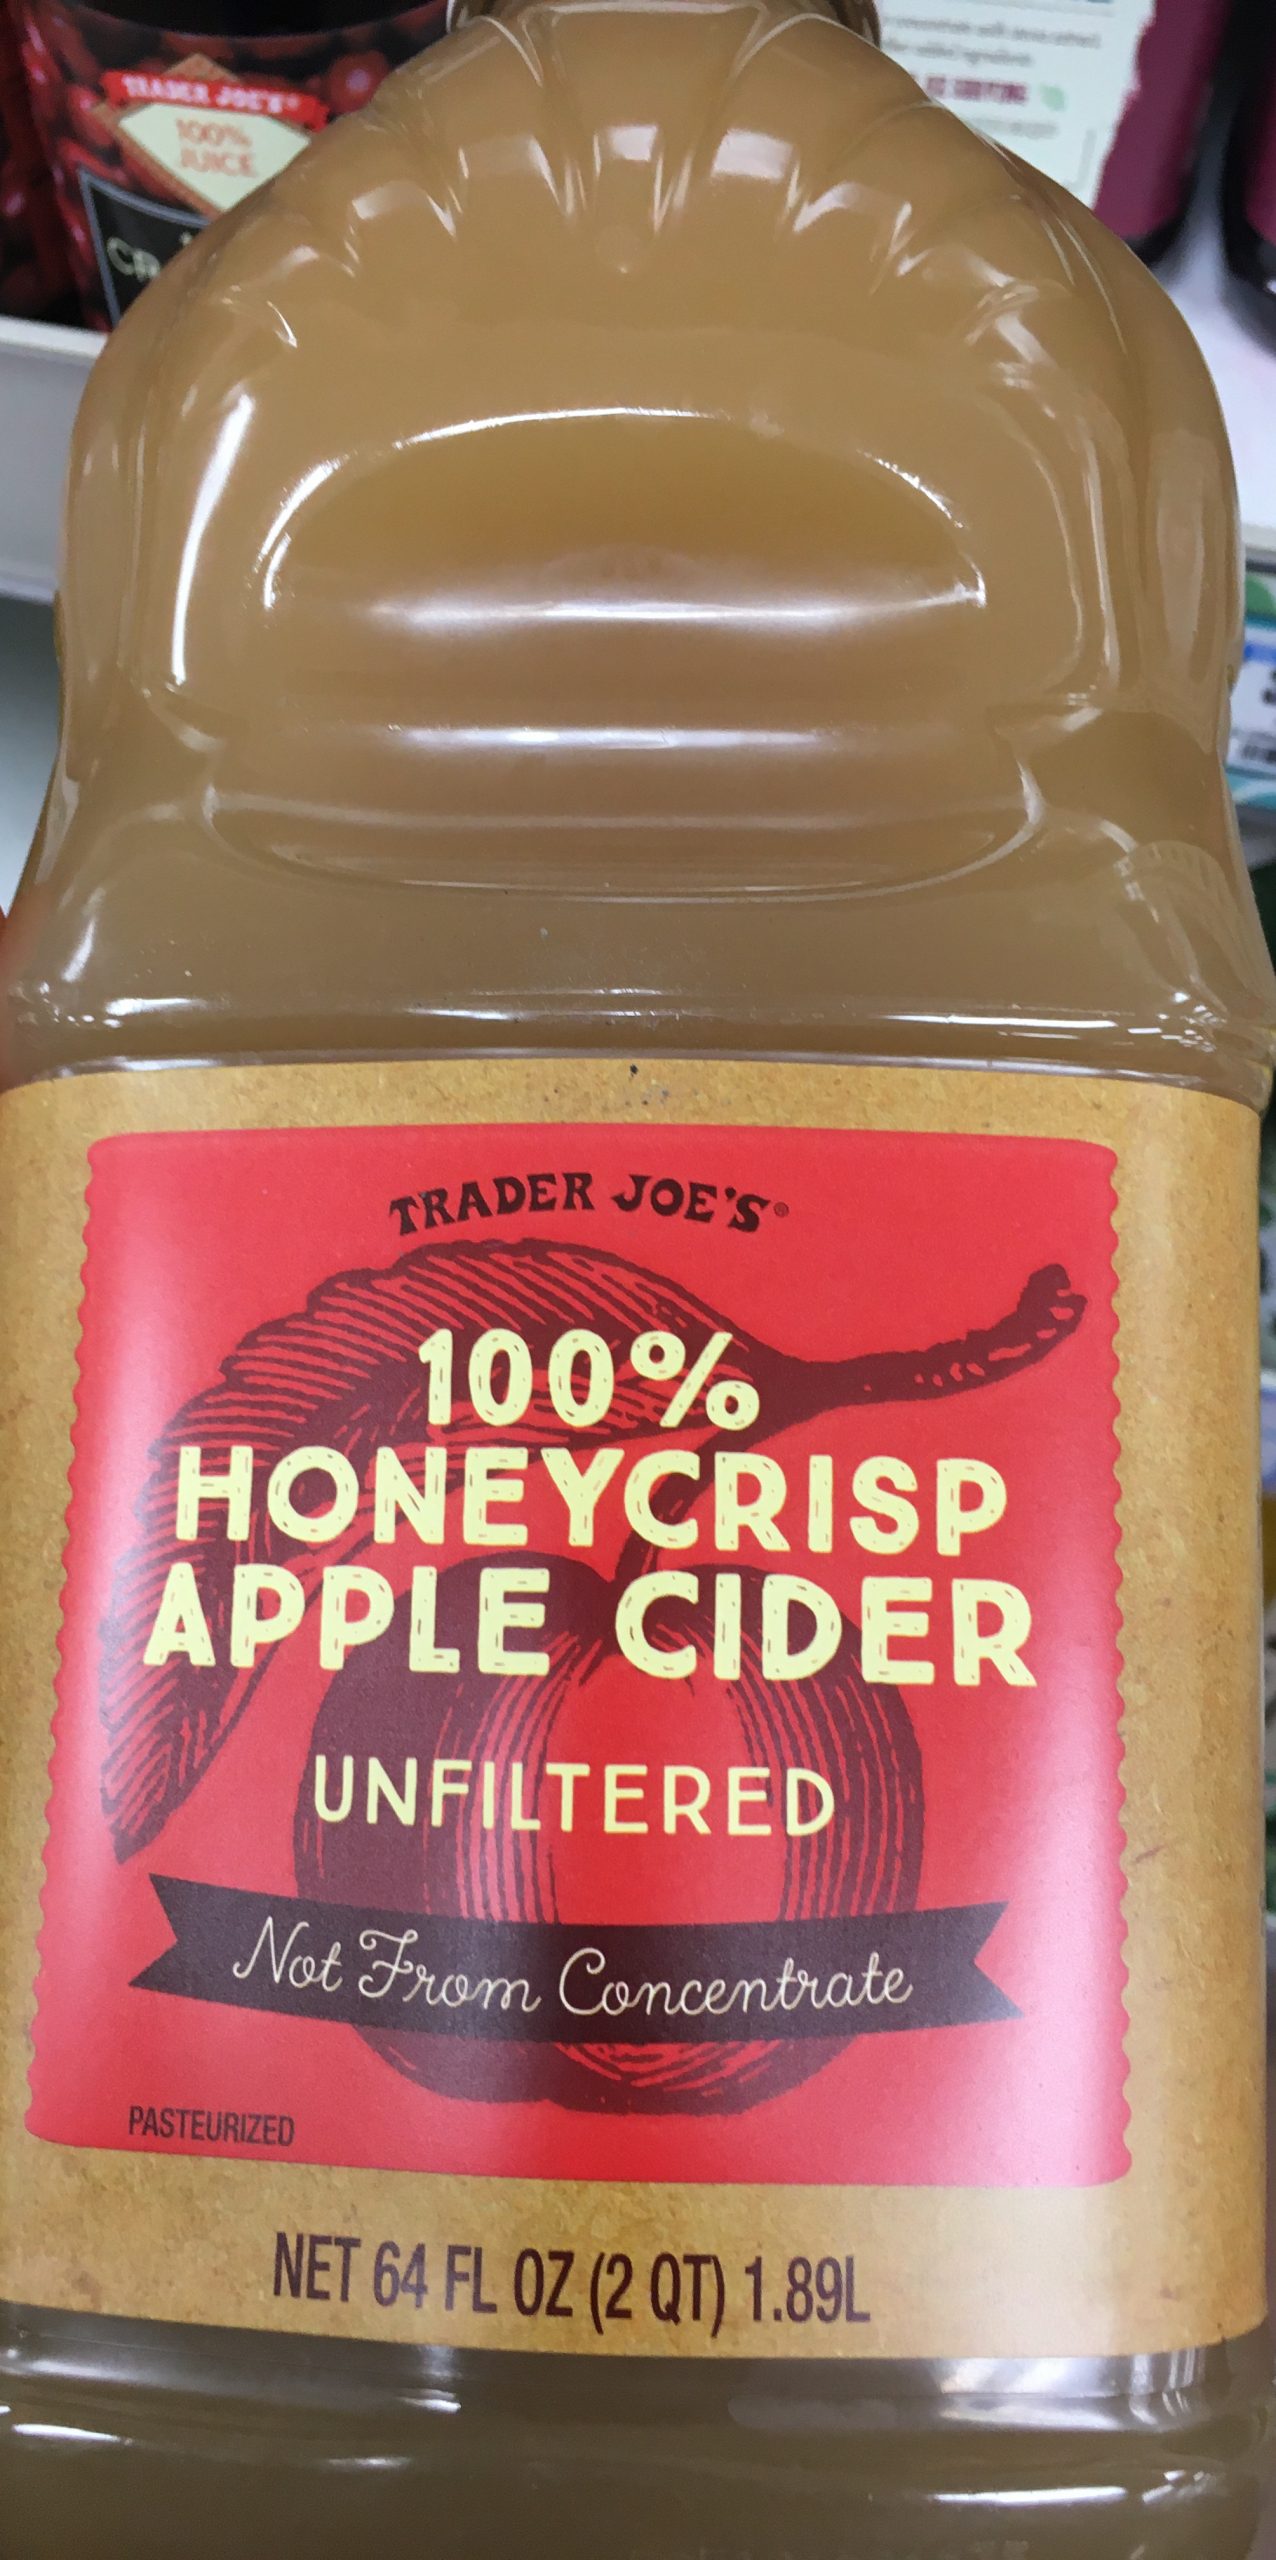 TRADER JOE'S®
100%
JUICE
TRADER JOE'S®
100%
HONEYCRISP
APPLE CIDER
UNFILTERED
Not From Concentrate
PASTEURIZED
NET 64 FL OZ (2 QT) 1.89L